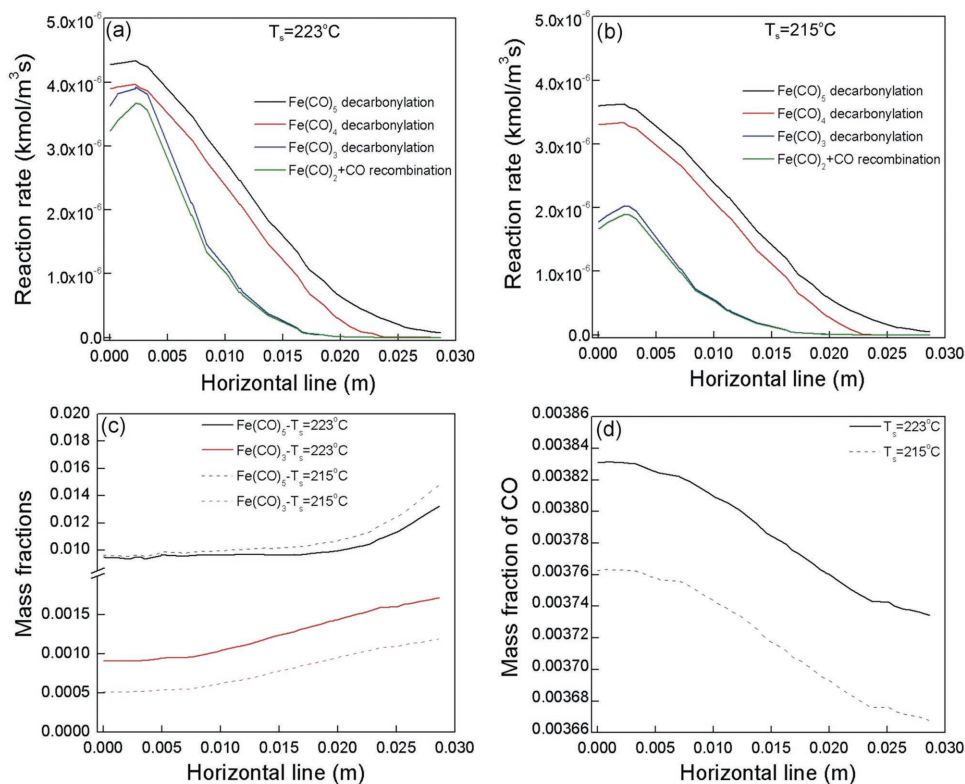 (a)
T_s=223°C
Reaction rate (kmol/m³s)
5.0x10⁻⁶
4.0x10⁻⁶
3.0x10⁻⁶
2.0x10⁻⁶
1.0x10⁻⁶
0.0
Fe(CO)₅ decarbonylation
Fe(CO)₄ decarbonylation
Fe(CO)₃ decarbonylation
Fe(CO)₂+CO recombination
0.000 0.005 0.010 0.015 0.020 0.025 0.030
Horizontal line (m)
(b)
T_s=215°C
Reaction rate (kmol/m³s)
5.0x10⁻⁶
4.0x10⁻⁶
3.0x10⁻⁶
2.0x10⁻⁶
1.0x10⁻⁶
0.0
Fe(CO)₅ decarbonylation
Fe(CO)₄ decarbonylation
Fe(CO)₃ decarbonylation
Fe(CO)₂+CO recombination
0.000 0.005 0.010 0.015 0.020 0.025 0.030
Horizontal line (m)
(c)
Mass fractions
0.020
0.018
0.016
0.014
0.012
0.010
0.0015
0.0010
0.0005
0.0000
Fe(CO)₅-T_s=223°C
Fe(CO)₃-T_s=223°C
Fe(CO)₅-T_s=215°C
Fe(CO)₃-T_s=215°C
0.000 0.005 0.010 0.015 0.020 0.025 0.030
Horizontal line (m)
(d)
Mass fraction of CO
0.00386
0.00384
0.00382
0.00380
0.00378
0.00376
0.00374
0.00372
0.00370
0.00368
0.00366
T_s=223°C
T_s=215°C
0.000 0.005 0.010 0.015 0.020 0.025 0.030
Horizontal line (m)